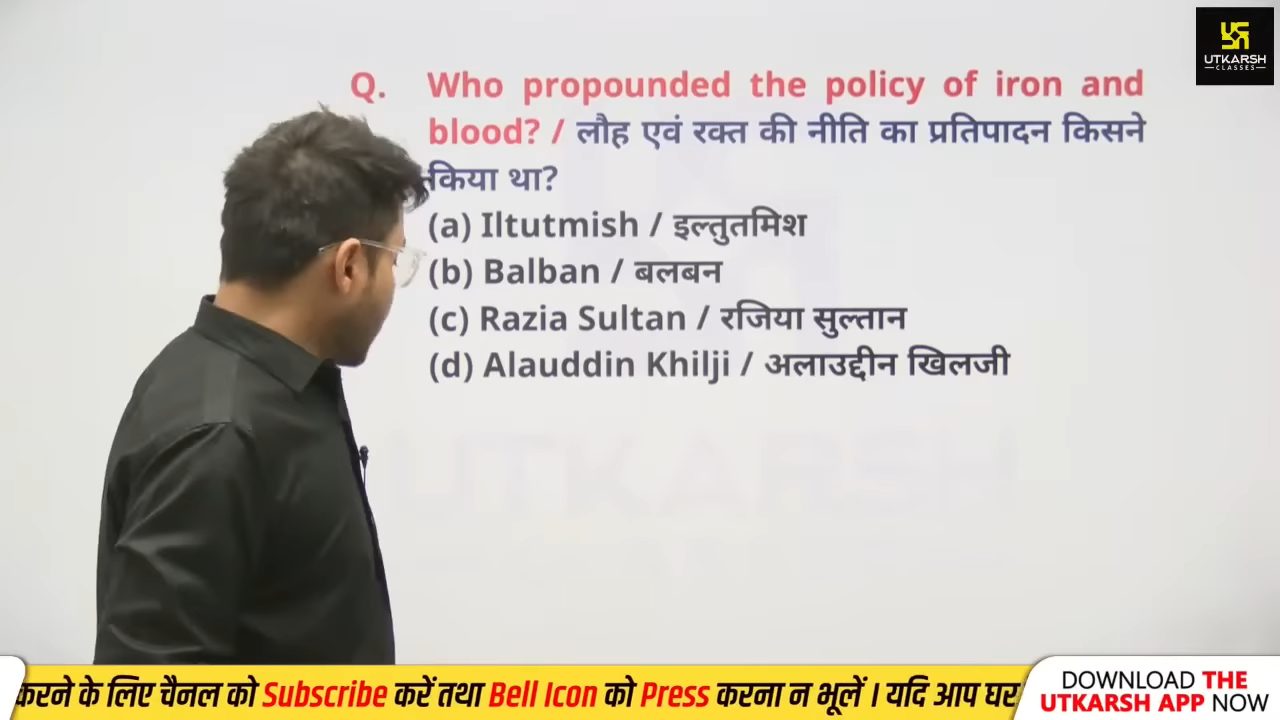 UTKARSH
CLASSES
Q. Who propounded the policy of iron and
blood? / लौह एवं रक्त की नीति का प्रतिपादन किसने
किया था?
(a) Iltutmish / इल्तुतमिश
(b) Balban / बलबन
(c) Razia Sultan / रजिया सुल्तान
(d) Alauddin Khilji / अलाउद्दीन खिलजी
UTKARSH
करने के लिए चैनल को Subscribe करें तथा Bell Icon को Press करना न भूलें । यदि आप घर
DOWNLOAD THE
UTKARSH APP NOW